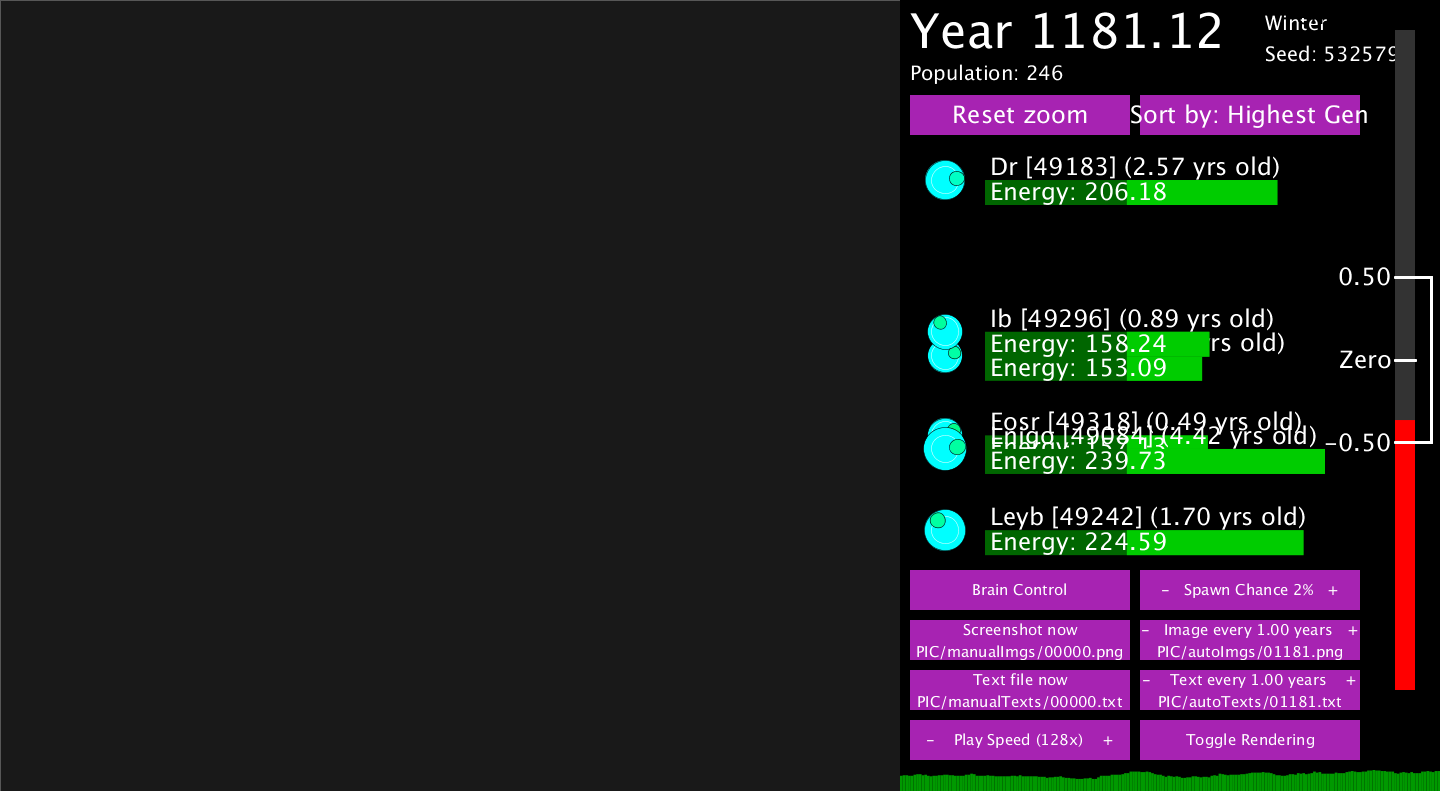 Year 1181.12
Winter
Seed: 532579
Population: 246
Reset zoom
Sort by: Highest Gen
Dr [49183] (2.57 yrs old)
Energy: 206.18
0.50
Ib [49296] (0.89 yrs old)
Energy: 158.24
rs old)
Zero
Energy: 153.09
Eosr [49318] (0.49 yrs old)
Enigo [49084] (4.42 yrs old)
-0.50
Energy: 239.73
Leyb [49242] (1.70 yrs old)
Energy: 224.59
Brain Control
- Spawn Chance 2% +
Screenshot now
PIC/manualImgs/00000.png
- Image every 1.00 years +
PIC/autoImgs/01181.png
Text file now
PIC/manualTexts/00000.txt
- Text every 1.00 years +
PIC/autoTexts/01181.txt
- Play Speed (128x) +
Toggle Rendering